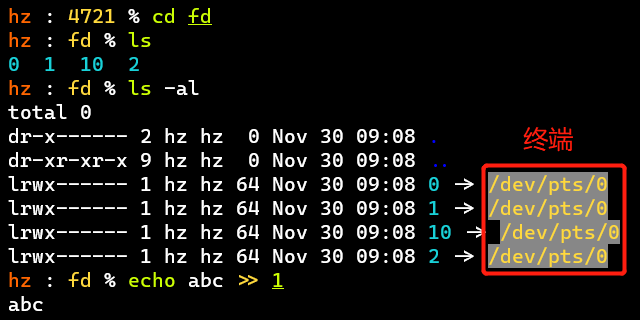 hz : 4721 % cd fd
hz : fd % ls
0 1 10 2
hz : fd % ls -al
total 0
dr-x------ 2 hz hz 0 Nov 30 09:08 .
dr-xr-xr-x 9 hz hz 0 Nov 30 09:08 ..
终端
lrwx------ 1 hz hz 64 Nov 30 09:08 0 -> /dev/pts/0
lrwx------ 1 hz hz 64 Nov 30 09:08 1 -> /dev/pts/0
lrwx------ 1 hz hz 64 Nov 30 09:08 10 -> /dev/pts/0
lrwx------ 1 hz hz 64 Nov 30 09:08 2 -> /dev/pts/0
hz : fd % echo abc >> 1
abc